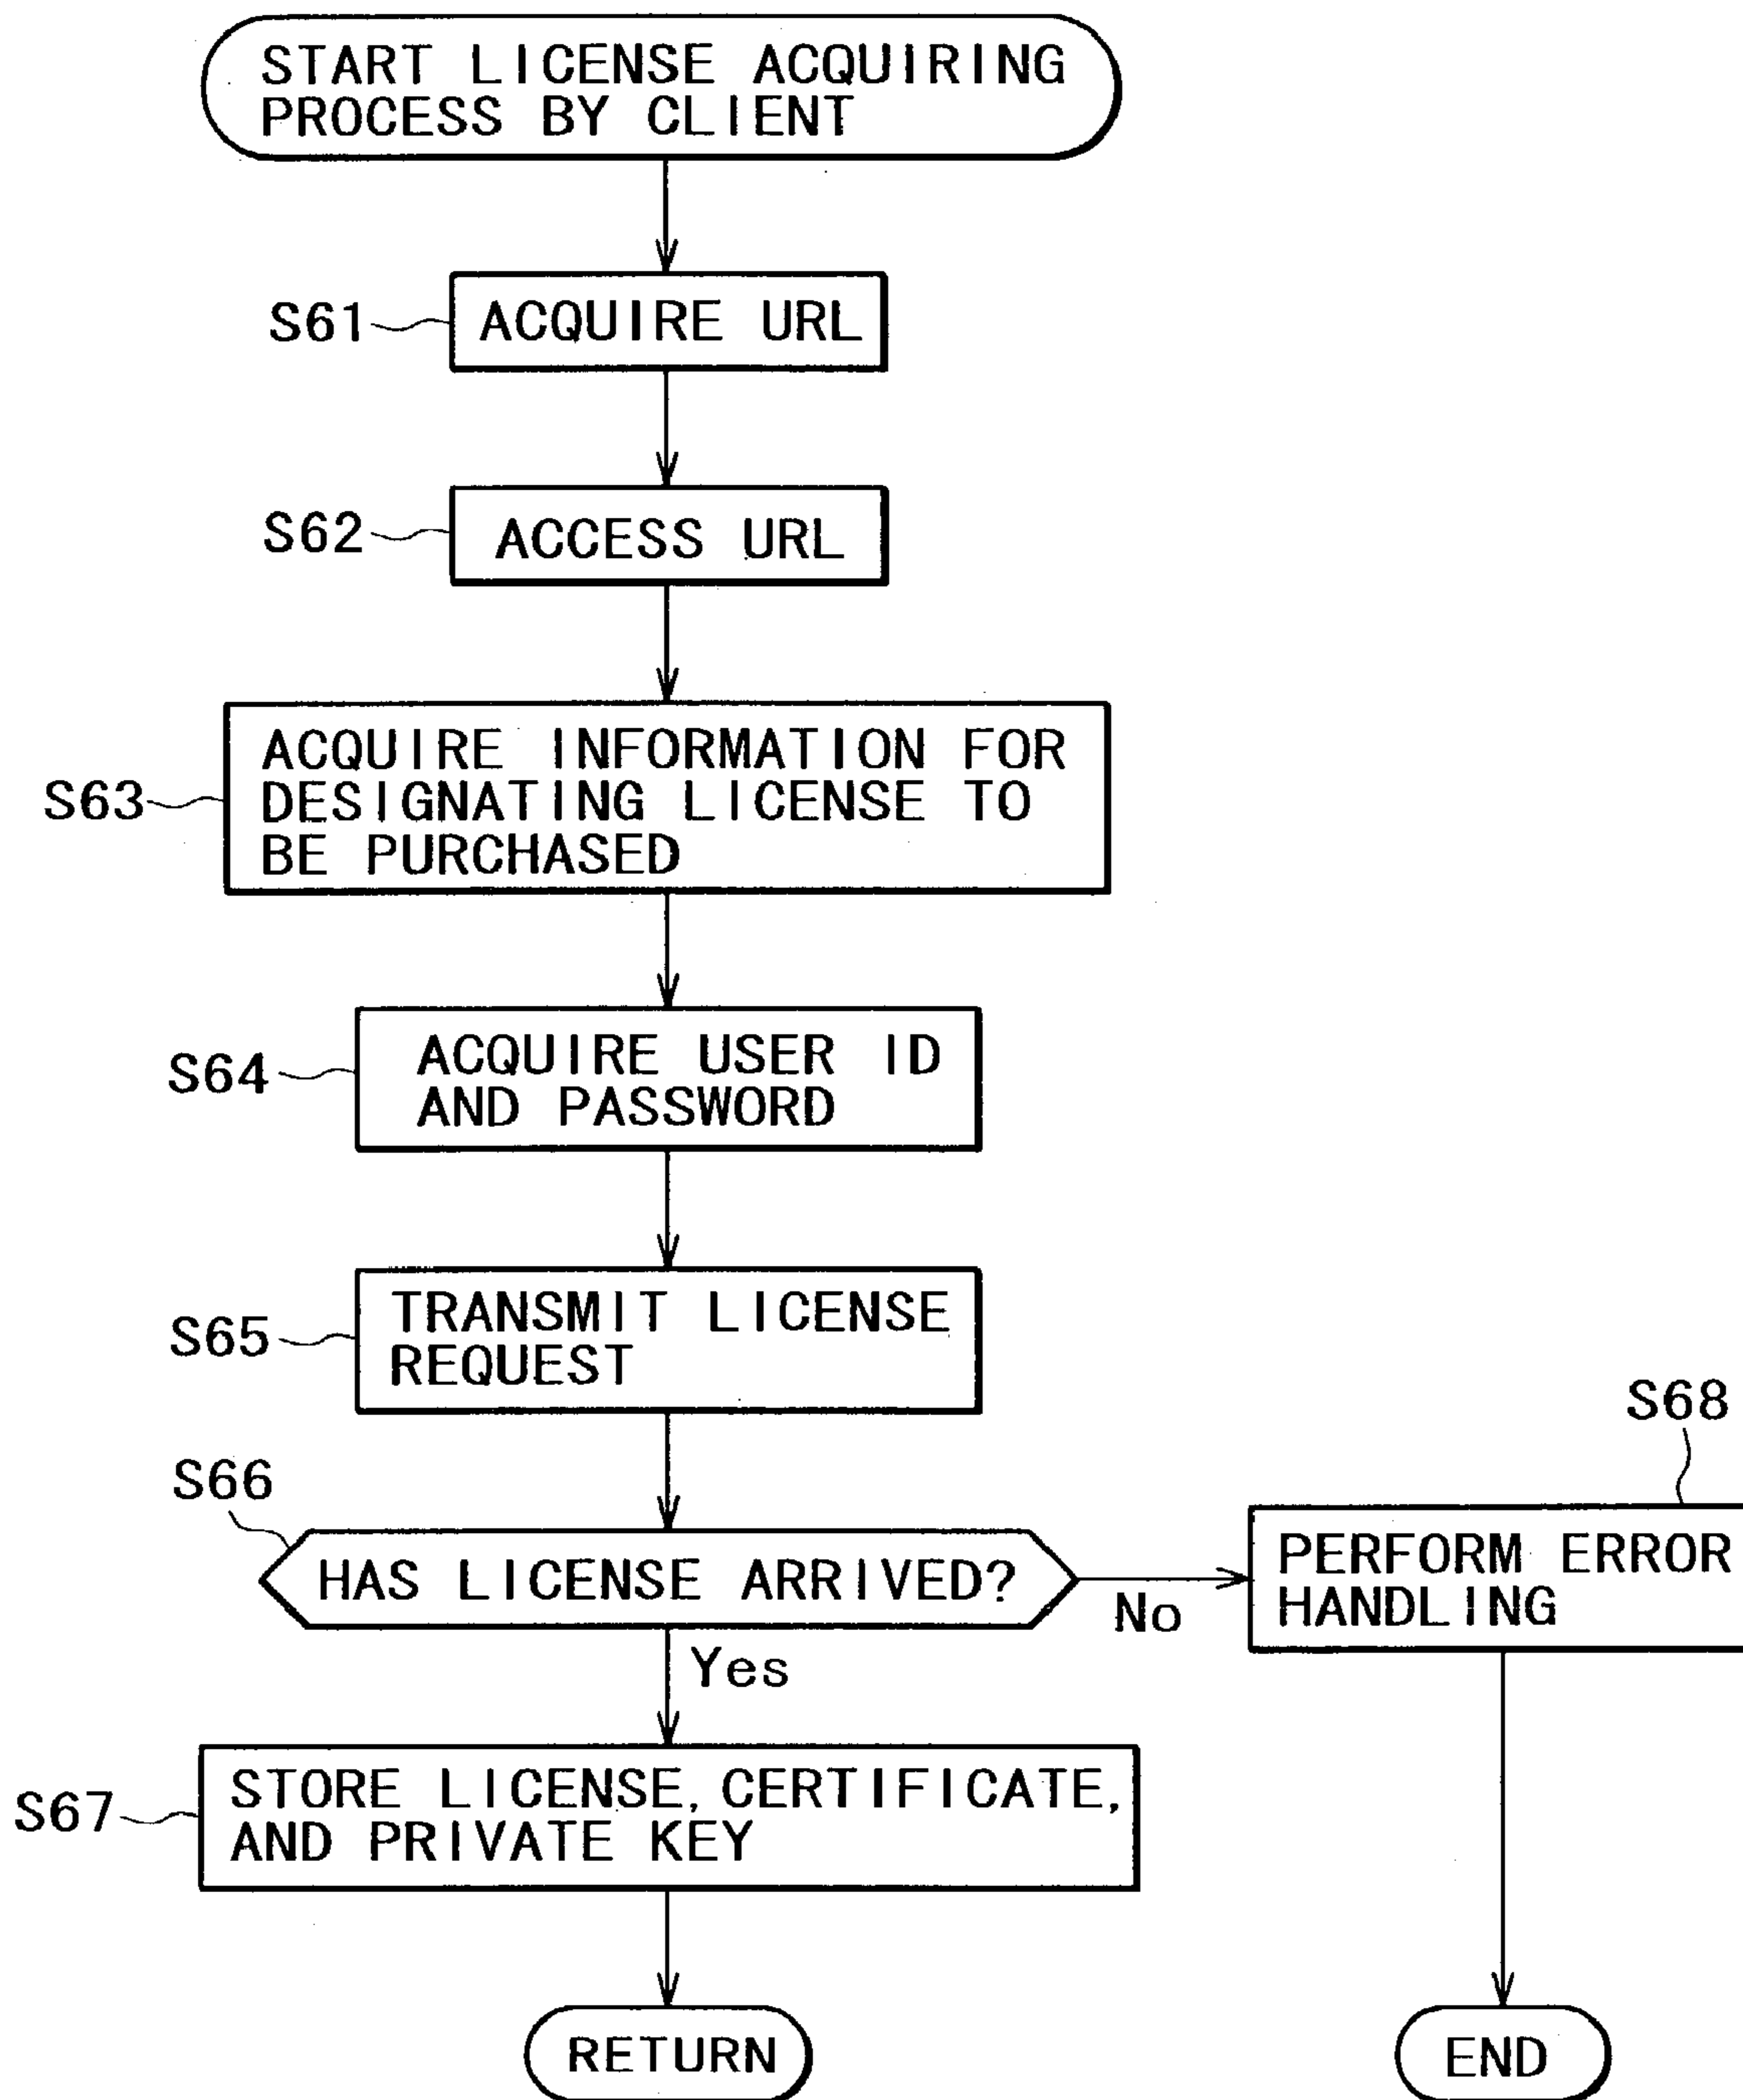 START LICENSE ACQUIRING
PROCESS BY CLIENT
S61
ACQUIRE URL
S62
ACCESS URL
S63
ACQUIRE INFORMATION FOR
DESIGNATING LICENSE TO
BE PURCHASED
S64
ACQUIRE USER ID
AND PASSWORD
S65
TRANSMIT LICENSE
REQUEST
S66
HAS LICENSE ARRIVED?
No
S68
PERFORM ERROR
HANDLING
Yes
S67
STORE LICENSE, CERTIFICATE,
AND PRIVATE KEY
RETURN
END